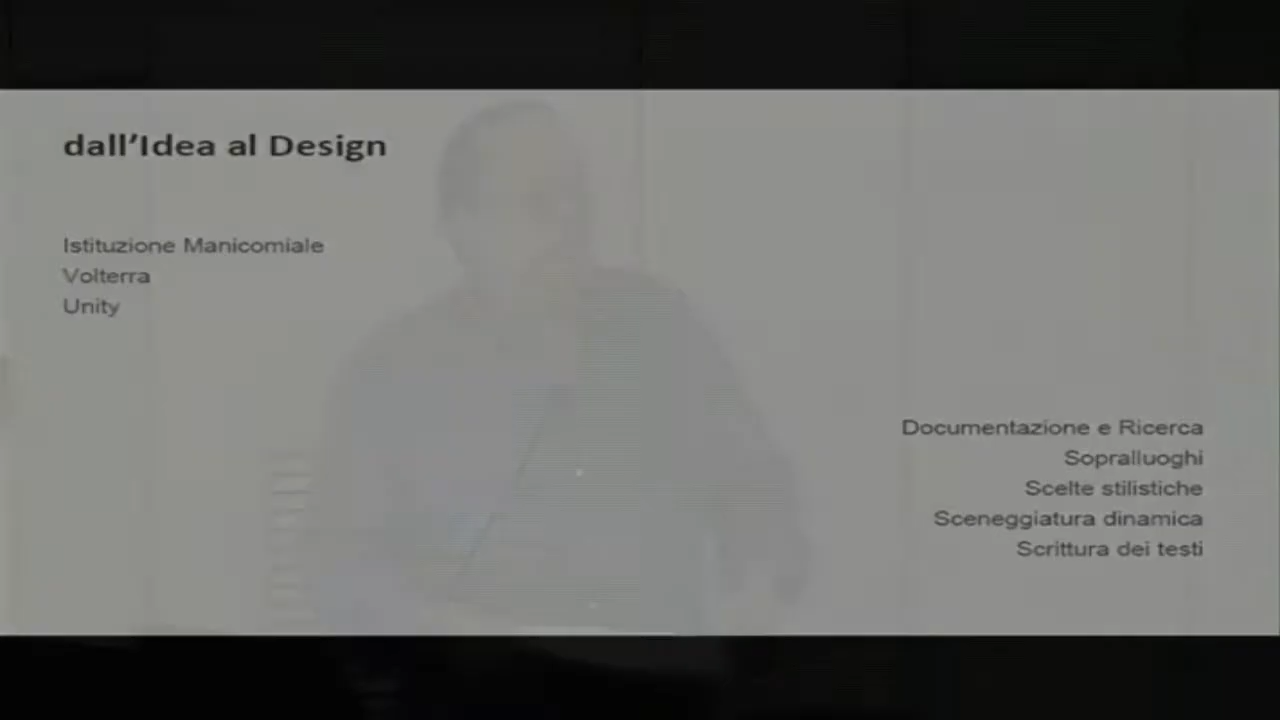 dall’Idea al Design
Istituzione Manicomiale
Volterra
Unity
Documentazione e Ricerca
Sopralluoghi
Scelte stilistiche
Sceneggiatura dinamica
Scrittura dei testi